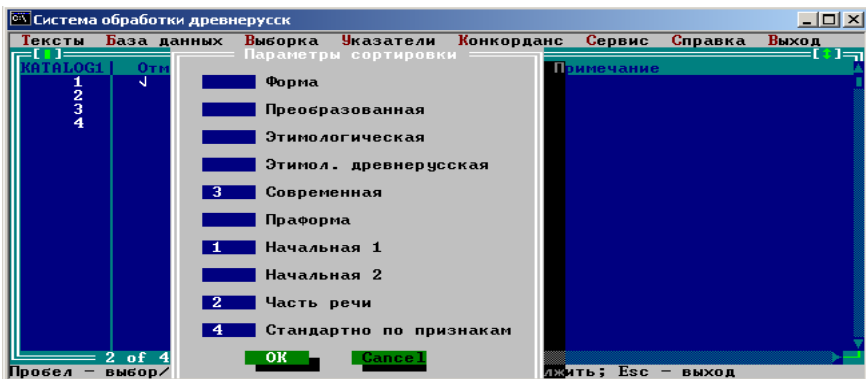 Система обработки древнерусск
Тексты База данных Выборка Указатели Конкорданс Сервис Справка Выход
Параметры сортировки
KATALOG1 Отм Примечание
1 √
2
3
4
Форма
Преобразованная
Этимологическая
Этимол. древнерусская
3 Современная
Праформа
1 Начальная 1
Начальная 2
2 Часть речи
4 Стандартно по признакам
OK Cancel
2 of 4
Пробел – выбор/ лжить; Esc – выход